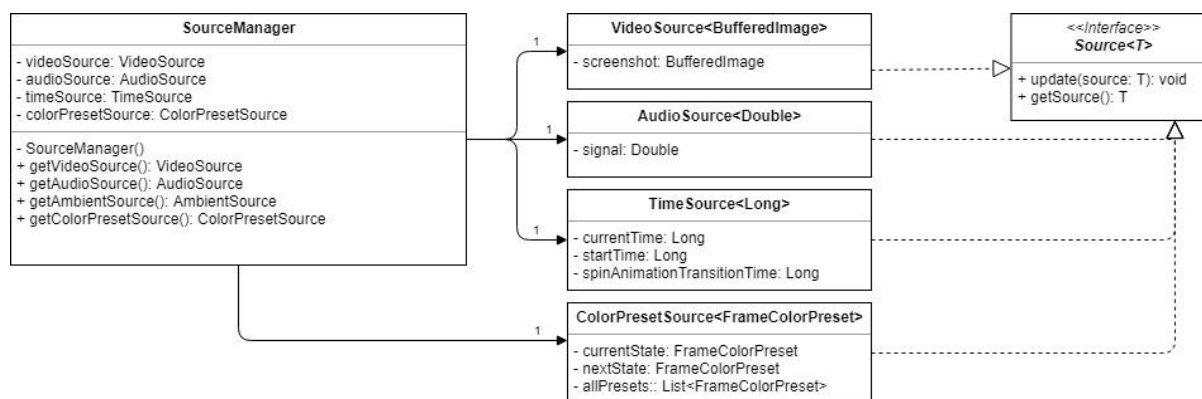 SourceManager
- videoSource: VideoSource
- audioSource: AudioSource
- timeSource: TimeSource
- colorPresetSource: ColorPresetSource
- SourceManager()
+ getVideoSource(): VideoSource
+ getAudioSource(): AudioSource
+ getAmbientSource(): AmbientSource
+ getColorPresetSource(): ColorPresetSource
1
VideoSource<BufferedImage>
- screenshot: BufferedImage
1
AudioSource<Double>
- signal: Double
1
TimeSource<Long>
- currentTime: Long
- startTime: Long
- spinAnimationTransitionTime: Long
1
ColorPresetSource<FrameColorPreset>
- currentState: FrameColorPreset
- nextState: FrameColorPreset
- allPresets:: List<FrameColorPreset>
<<Interface>>
Source<T>
+ update(source: T): void
+ getSource(): T